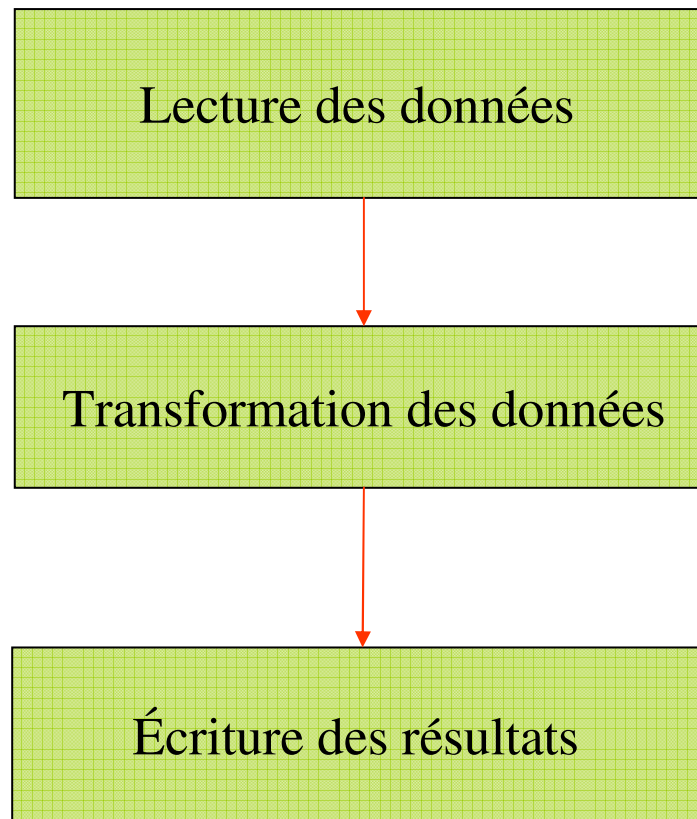 Lecture des données
Transformation des données
Écriture des résultats